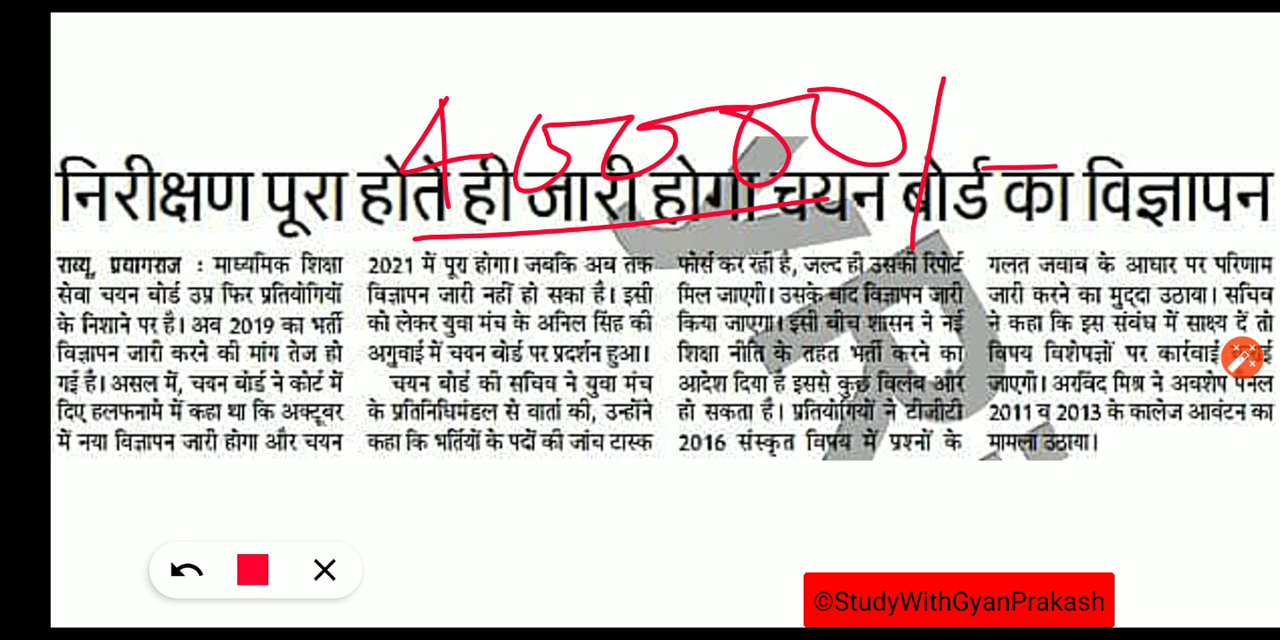 40000/-
निरीक्षण पूरा होते ही जारी होगा चयन बोर्ड का विज्ञापन
राब्यू, प्रयागराज : माध्यमिक शिक्षा
सेवा चयन बोर्ड उप्र फिर प्रतियोगियों
के निशाने पर है। अब 2019 का भर्ती
विज्ञापन जारी करने की मांग तेज हो
गई है। असल में, चयन बोर्ड ने कोर्ट में
दिए हलफनामे में कहा था कि अक्टूबर
में नया विज्ञापन जारी होगा और चयन
2021 में पूरा होगा। जबकि अब तक
विज्ञापन जारी नहीं हो सका है। इसी
को लेकर युवा मंच के अनिल सिंह की
अगुवाई में चयन बोर्ड पर प्रदर्शन हुआ।
चयन बोर्ड की सचिव ने युवा मंच
के प्रतिनिधिमंडल से वार्ता की, उन्होंने
कहा कि भर्तियों के पदों की जांच टास्क
फोर्स कर रही है, जल्द ही उसकी रिपोर्ट
मिल जाएगी। उसके बाद विज्ञापन जारी
किया जाएगा। इसी बीच शासन ने नई
शिक्षा नीति के तहत भर्ती करने का
आदेश दिया है इससे कुछ विलंब और
हो सकता है। प्रतियोगियों ने टीजीटी
2016 संस्कृत विषय में प्रश्नों के
गलत जवाब के आधार पर परिणाम
जारी करने का मुद्दा उठाया। सचिव
ने कहा कि इस संबंध में साक्ष्य दें तो
विषय विशेषज्ञों पर कार्रवाई की
जाएगी। अरविंद मिश्र ने अवशेष पैनल
2011 व 2013 के कालेज आवंटन का
मामला उठाया।
©StudyWithGyanPrakash